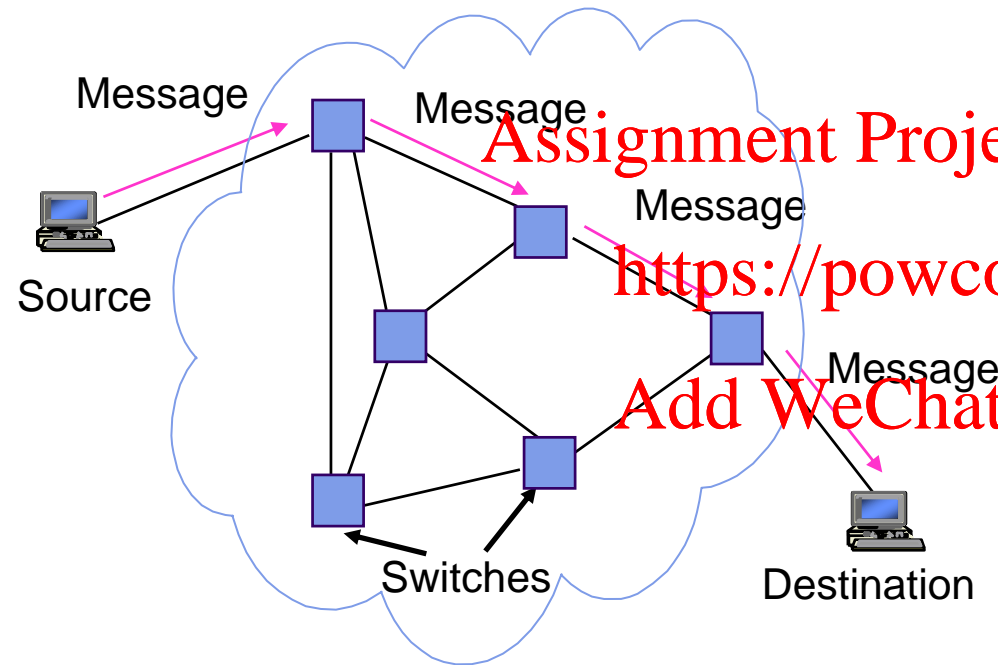 Message
Message
Assignment Proje
Message
Source
https://powco
Message
Add WeChat
Switches
Destination